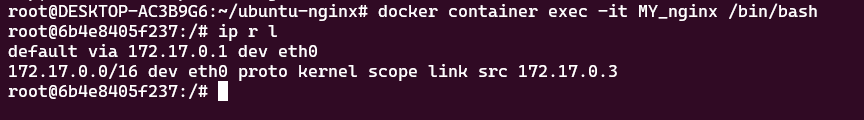 root@DESKTOP-AC3B9G6:~/ubuntu-nginx# docker container exec -it MY_nginx /bin/bash
root@6b4e8405f237:/# ip r l
default via 172.17.0.1 dev eth0
172.17.0.0/16 dev eth0 proto kernel scope link src 172.17.0.3
root@6b4e8405f237:/#